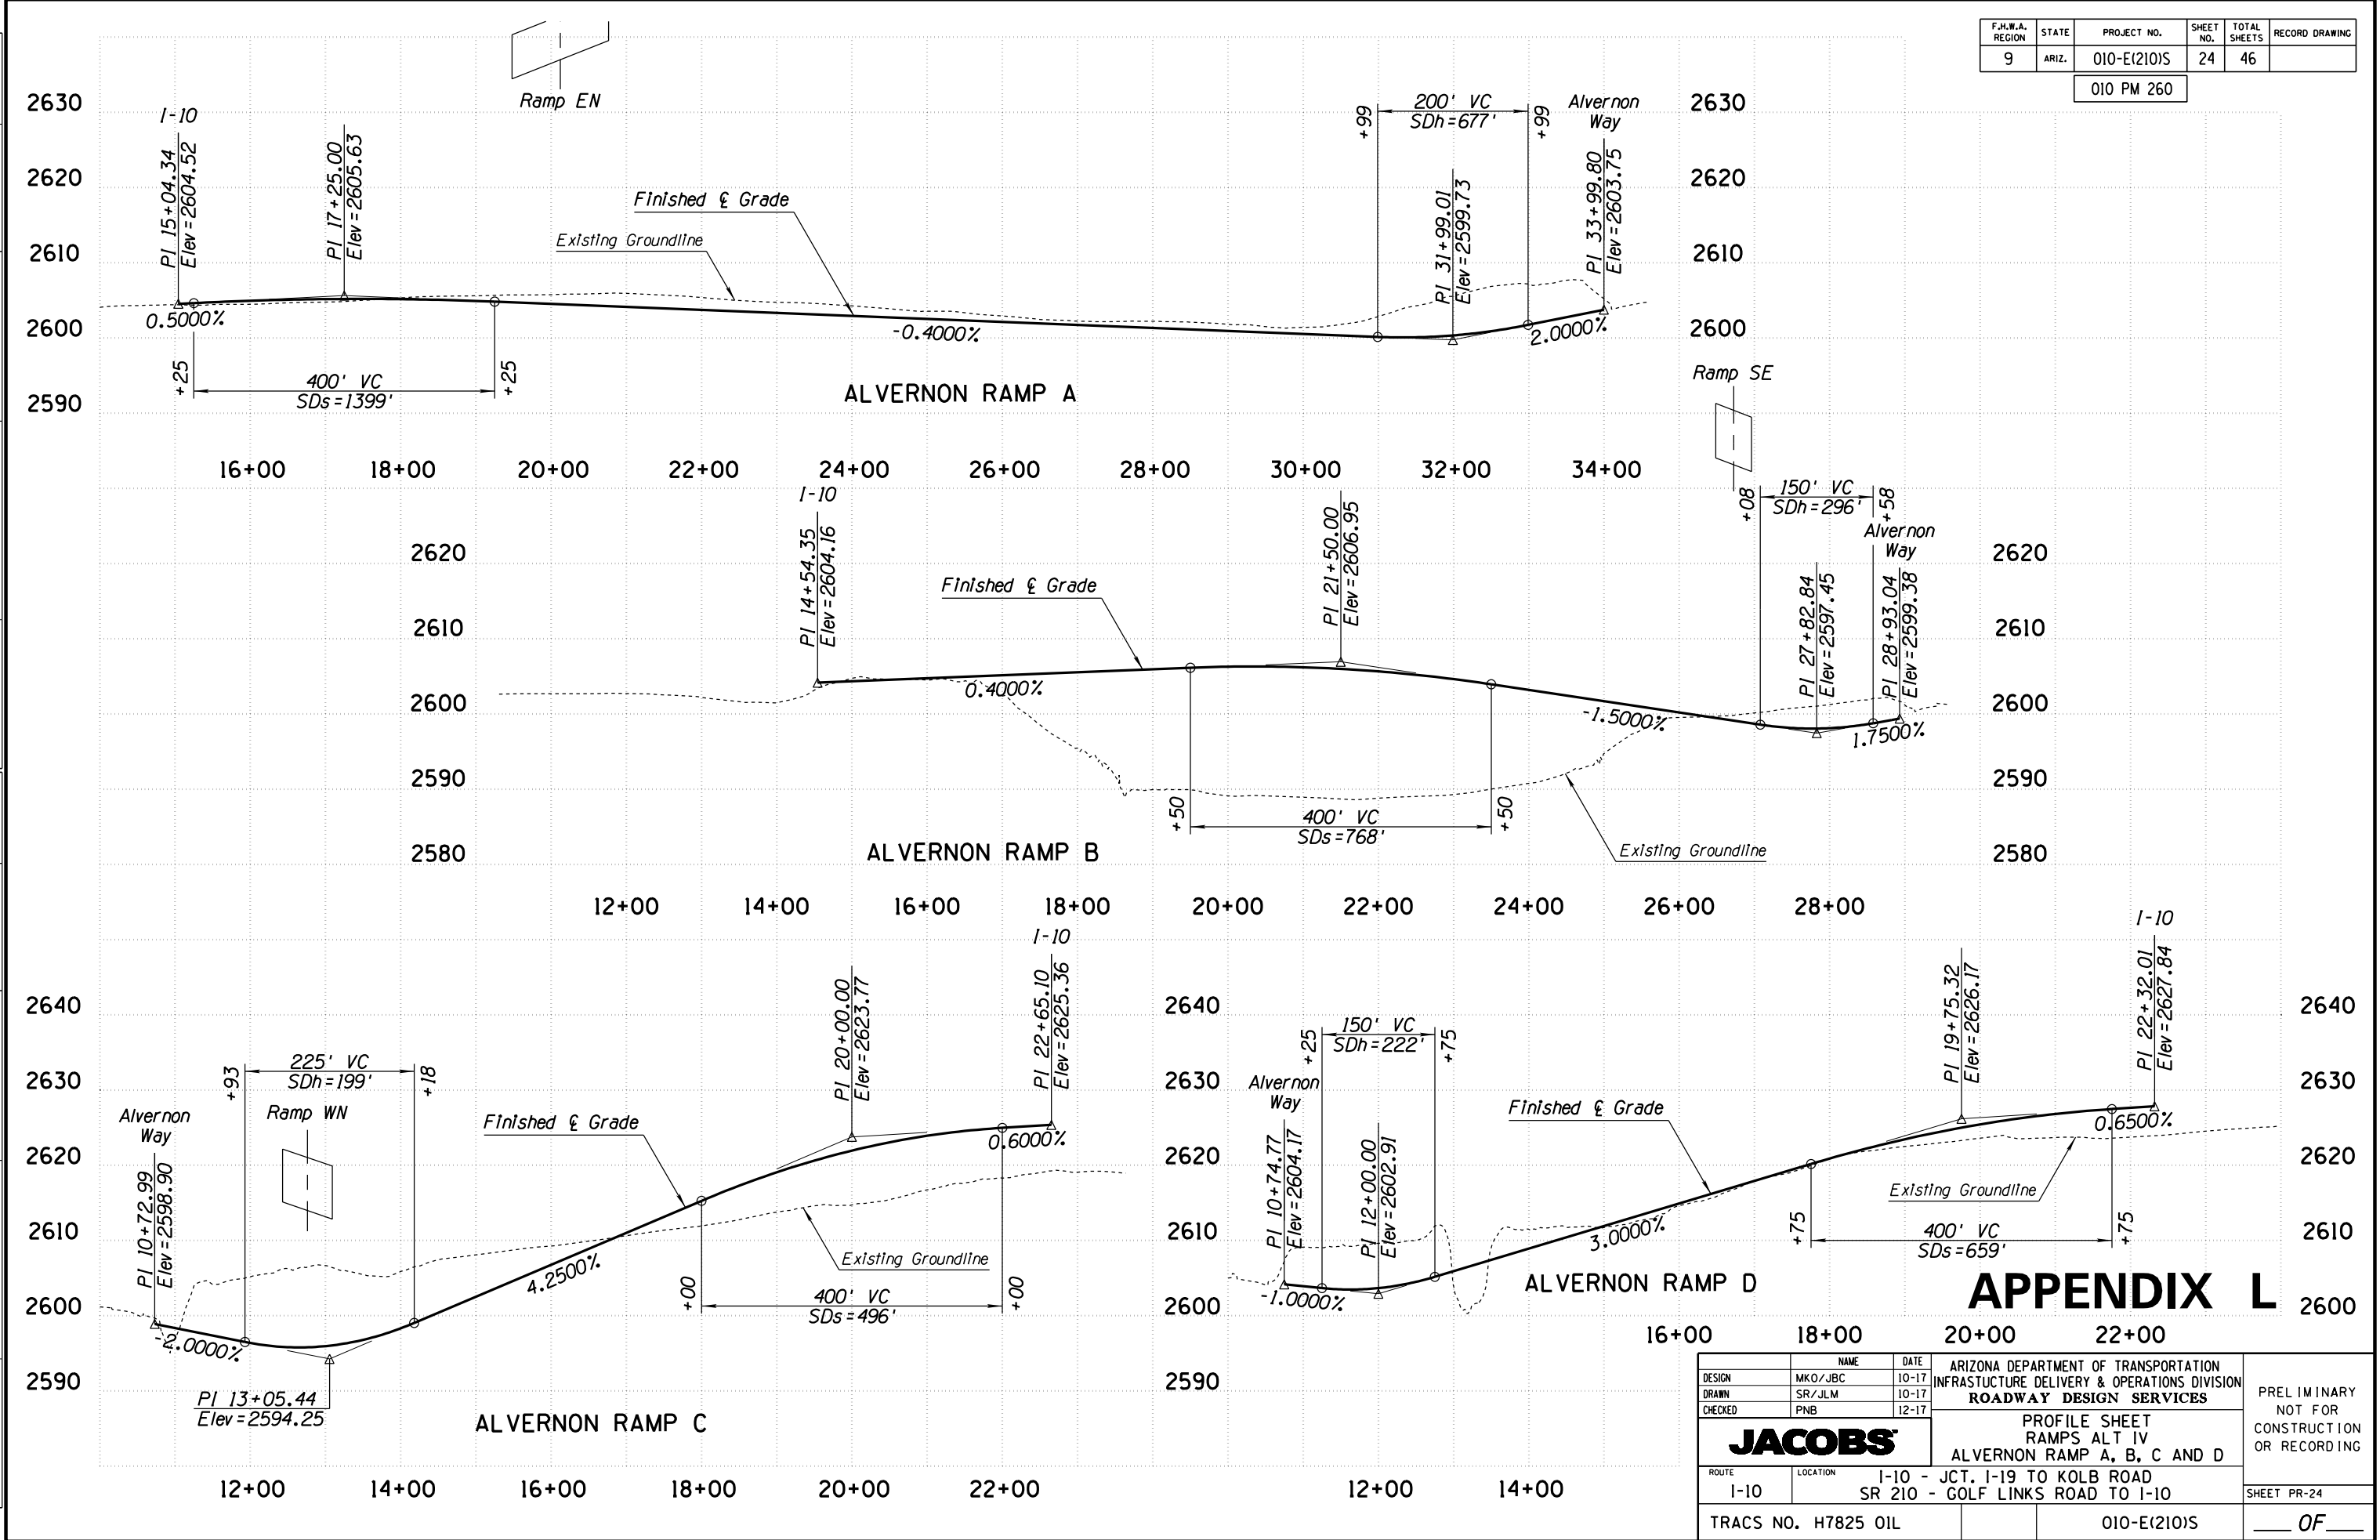 F.H.W.A. REGION STATE PROJECT NO. SHEET NO. TOTAL SHEETS RECORD DRAWING
9 ARIZ. 010-E(210)S 24 46
010 PM 260
Ramp EN
2630
2620
2610
2600
2590
I-10
PI 15+04.34
Elev=2604.52
PI 17+25.00
Elev=2605.63
Finished ℄ Grade
Existing Groundline
0.5000%
-0.4000%
+25
400' VC
SDs=1399'
+25
+99
200' VC
SDh=677'
+99
Alvernon
Way
PI 31+99.01
Elev=2599.73
PI 33+99.80
Elev=2603.75
2.0000%
2630
2620
2610
2600
ALVERNON RAMP A
16+00 18+00 20+00 22+00 24+00 26+00 28+00 30+00 32+00 34+00
Ramp SE
2620
2610
2600
2590
2580
I-10
PI 14+54.35
Elev=2604.16
Finished ℄ Grade
0.4000%
PI 21+50.00
Elev=2606.95
+50
400' VC
SDs=768'
+50
-1.5000%
Existing Groundline
+08
150' VC
SDh=296'
+58
Alvernon
Way
PI 27+82.84
Elev=2597.45
PI 28+93.04
Elev=2599.38
1.7500%
2620
2610
2600
2590
2580
ALVERNON RAMP B
12+00 14+00 16+00 18+00 20+00 22+00 24+00 26+00 28+00
2640
2630
2620
2610
2600
2590
Alvernon
Way
PI 10+72.99
Elev=2598.90
-2.0000%
+93
225' VC
SDh=199'
+18
Ramp WN
PI 13+05.44
Elev=2594.25
Finished ℄ Grade
4.2500%
PI 20+00.00
Elev=2623.77
I-10
PI 22+65.10
Elev=2625.36
0.6000%
Existing Groundline
+00
400' VC
SDs=496'
+00
ALVERNON RAMP C
12+00 14+00 16+00 18+00 20+00 22+00
2640
2630
2620
2610
2600
2590
Alvernon
Way
PI 10+74.77
Elev=2604.17
-1.0000%
+25
150' VC
SDh=222'
+75
PI 12+00.00
Elev=2602.91
Finished ℄ Grade
3.0000%
PI 19+75.32
Elev=2626.17
I-10
PI 22+32.01
Elev=2627.84
0.6500%
Existing Groundline
+75
400' VC
SDs=659'
+75
2640
2630
2620
2610
2600
ALVERNON RAMP D
APPENDIX L
16+00 18+00 20+00 22+00
12+00 14+00
NAME DATE
DESIGN MKO/JBC 10-17
DRAWN SR/JLM 10-17
CHECKED PNB 12-17
ARIZONA DEPARTMENT OF TRANSPORTATION
INFRASTUCTURE DELIVERY & OPERATIONS DIVISION
ROADWAY DESIGN SERVICES
JACOBS
PROFILE SHEET
RAMPS ALT IV
ALVERNON RAMP A, B, C AND D
PRELIMINARY
NOT FOR
CONSTRUCTION
OR RECORDING
ROUTE
I-10
LOCATION
I-10 - JCT. I-19 TO KOLB ROAD
SR 210 - GOLF LINKS ROAD TO I-10
SHEET PR-24
TRACS NO. H7825 01L
010-E(210)S
OF